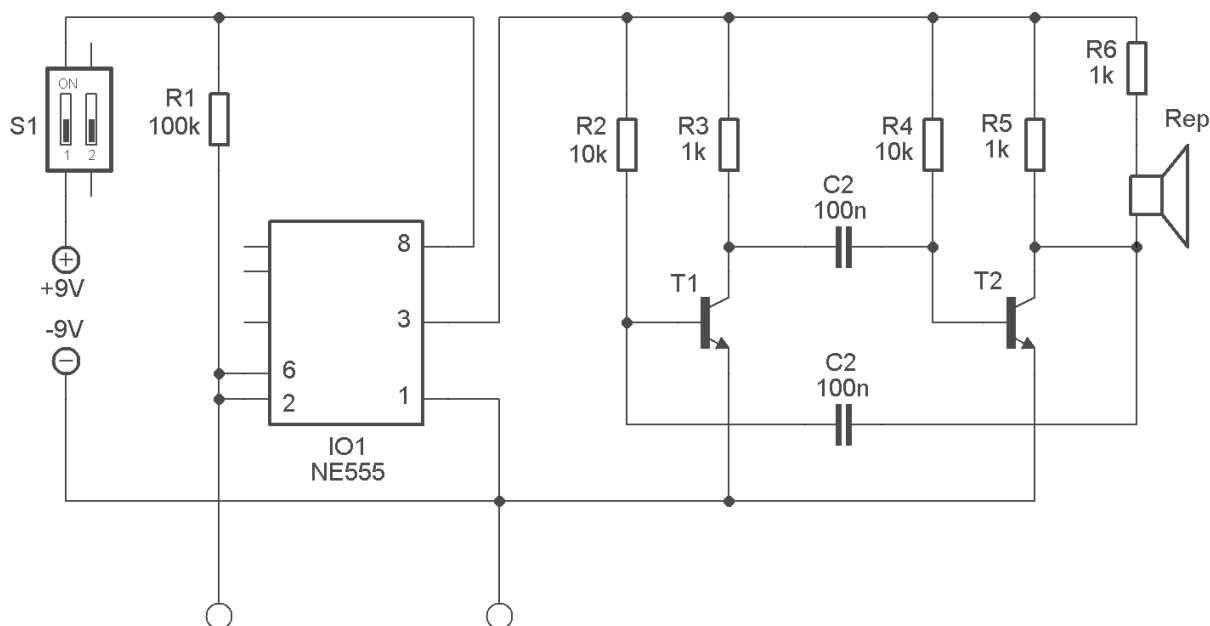 S1
ON
1 2
+
+9V
-9V
−
R1
100k
8
3
6
2
1
IO1
NE555
R2
10k
R3
1k
R4
10k
R5
1k
R6
1k
Rep
C2
100n
T1
T2
C2
100n